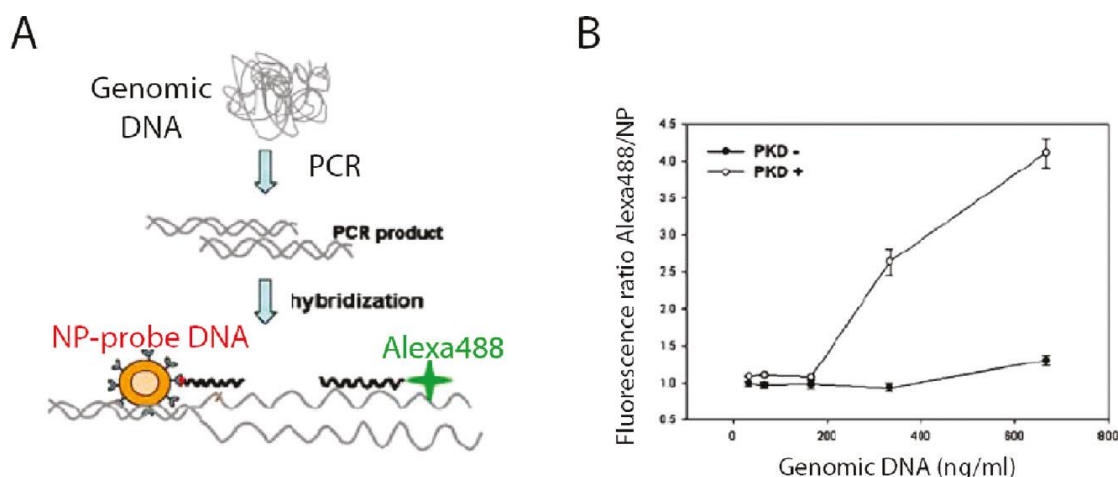 A
Genomic
DNA
PCR
PCR product
hybridization
NP-probe DNA
Alexa488
B
Fluorescence ratio Alexa488/NP
4.5
4.0
3.5
3.0
2.5
2.0
1.5
1.0
0.5
PKD -
PKD +
0 200 400 600 800
Genomic DNA (ng/ml)